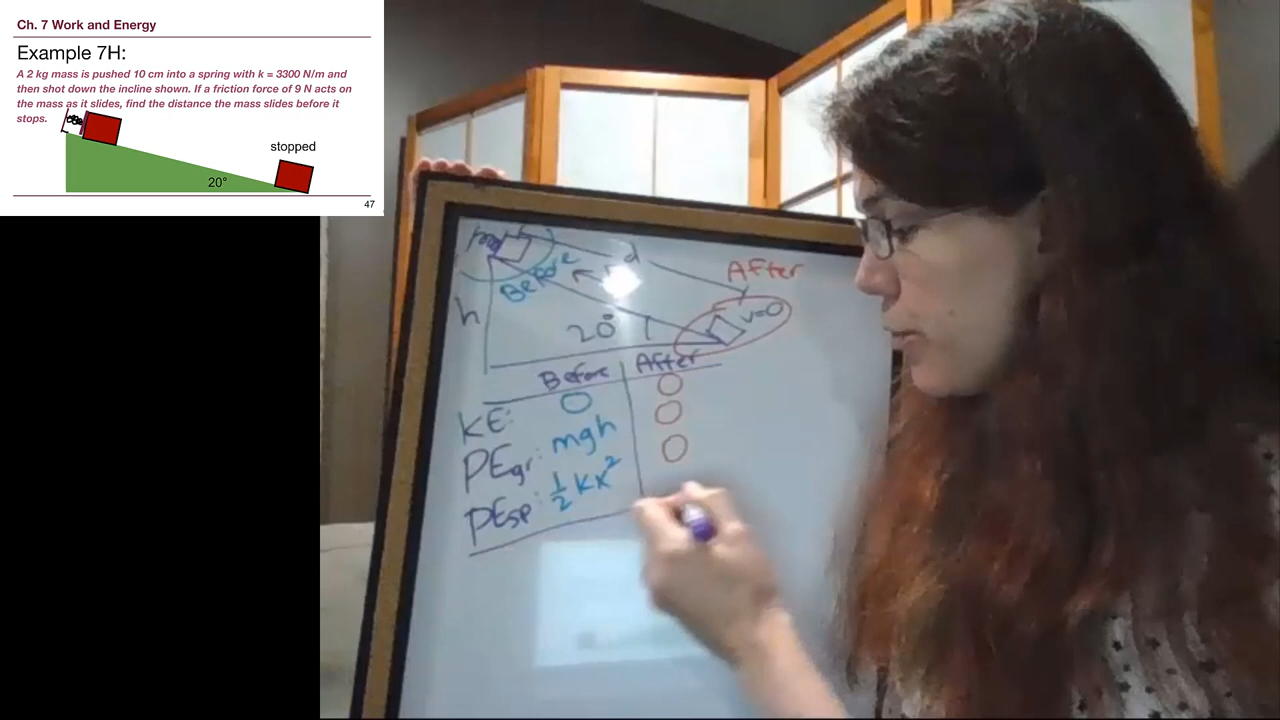 Ch. 7 Work and Energy
Example 7H:
A 2 kg mass is pushed 10 cm into a spring with k = 3300 N/m and
then shot down the incline shown. If a friction force of 9 N acts on
the mass as it slides, find the distance the mass slides before it
stops.
stopped
20°
47
d
Before
After
h
20°
v=0
Before After
KE: 0 0
PEgr: mgh 0
PEsp: ½kx² 0